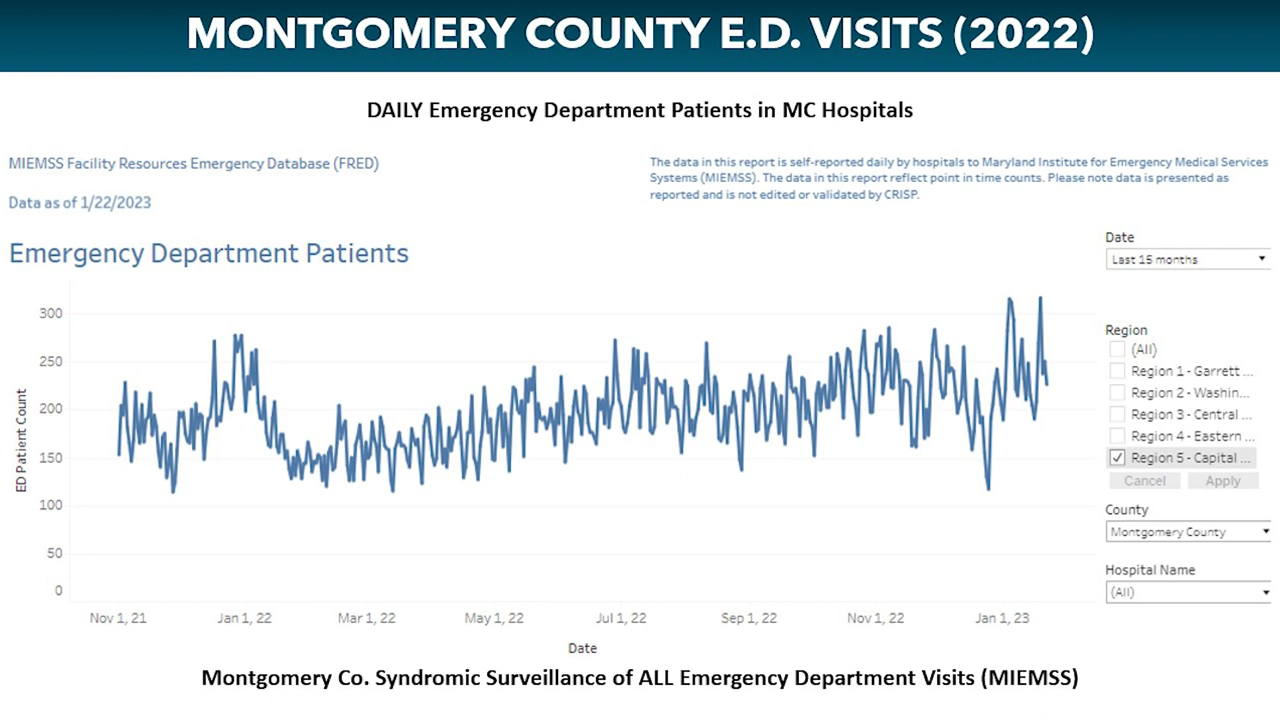 MONTGOMERY COUNTY E.D. VISITS (2022)
DAILY Emergency Department Patients in MC Hospitals
MIEMSS Facility Resources Emergency Database (FRED)
Data as of 1/22/2023
The data in this report is self-reported daily by hospitals to Maryland Institute for Emergency Medical Services
Systems (MIEMSS). The data in this report reflect point in time counts. Please note data is presented as
reported and is not edited or validated by CRISP.
Emergency Department Patients
ED Patient Count
300
250
200
150
100
50
0
Nov 1, 21
Jan 1, 22
Mar 1, 22
May 1, 22
Jul 1, 22
Sep 1, 22
Nov 1, 22
Jan 1, 23
Date
Date
Last 15 months
Region
(All)
Region 1 - Garrett ...
Region 2 - Washin...
Region 3 - Central ...
Region 4 - Eastern ...
Region 5 - Capital ...
Cancel Apply
County
Montgomery County
Hospital Name
(All)
Montgomery Co. Syndromic Surveillance of ALL Emergency Department Visits (MIEMSS)